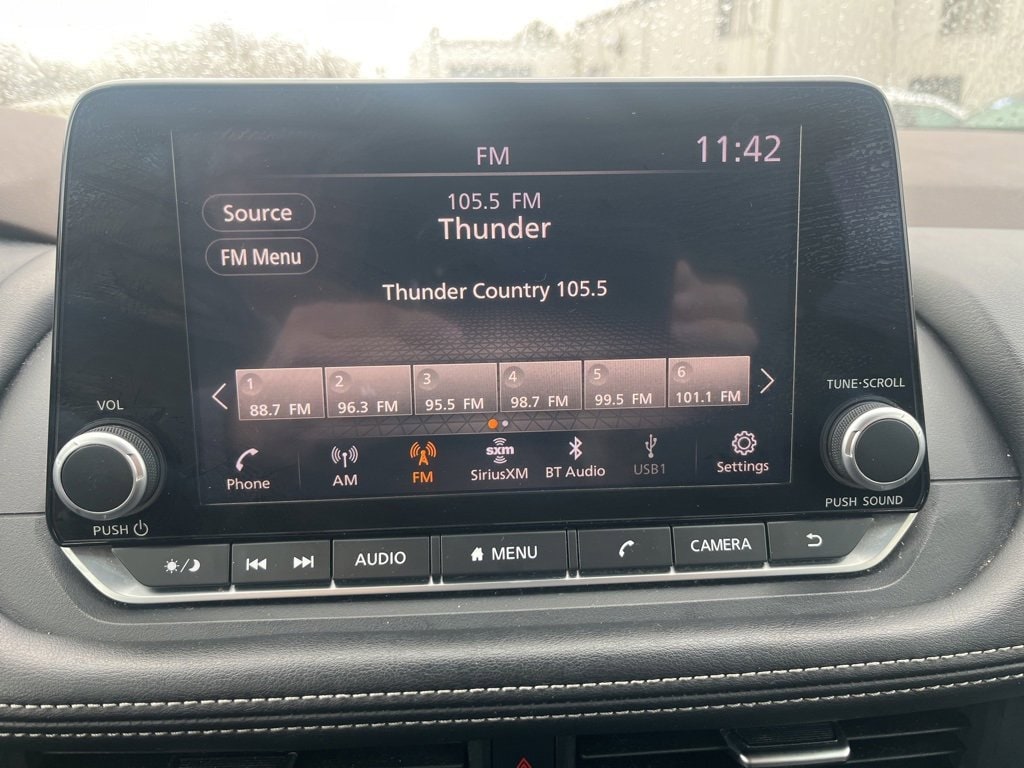 FM
11:42
Source
105.5 FM
Thunder
FM Menu
Thunder Country 105.5
1
88.7 FM
2
96.3 FM
3
95.5 FM
4
98.7 FM
5
99.5 FM
6
101.1 FM
VOL
TUNE·SCROLL
Phone
AM
FM
sxm
SiriusXM
BT Audio
USB1
Settings
PUSH
PUSH SOUND
AUDIO
MENU
CAMERA